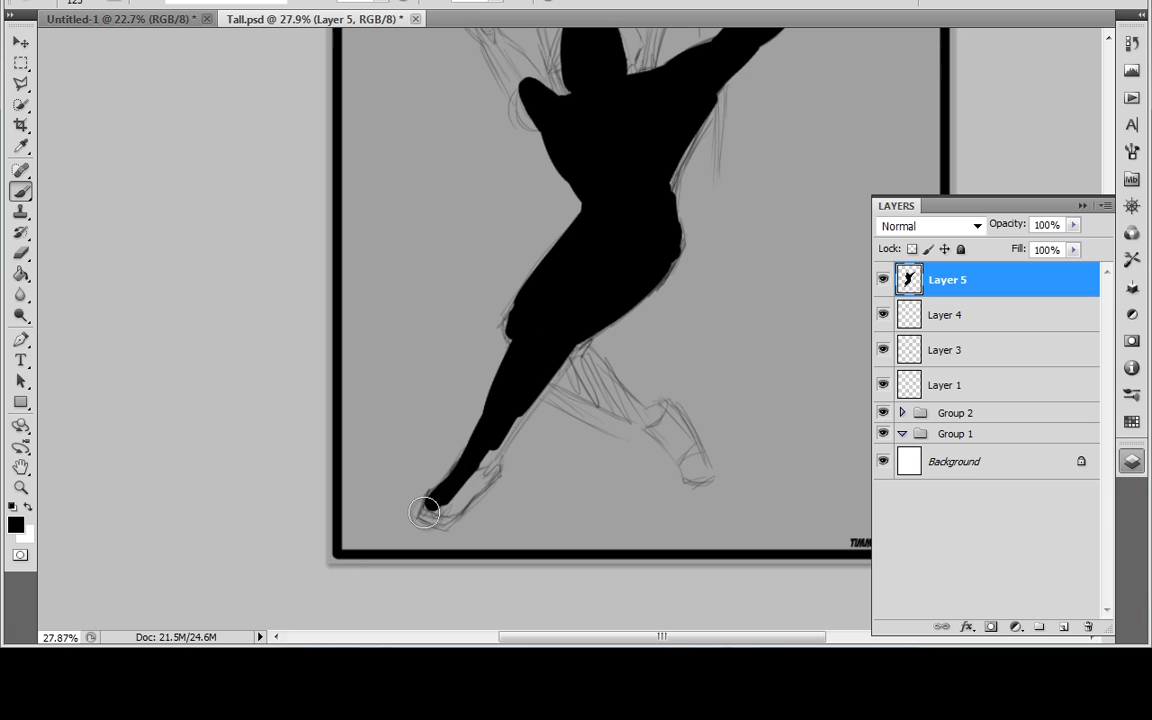 Untitled-1 @ 22.7% (RGB/8) *
Tall.psd @ 27.9% (Layer 5, RGB/8) *
LAYERS
Normal
Opacity: 100%
Lock:
Fill: 100%
Layer 5
Layer 4
Layer 3
Layer 1
Group 2
Group 1
Background
27.87%
Doc: 21.5M/24.6M